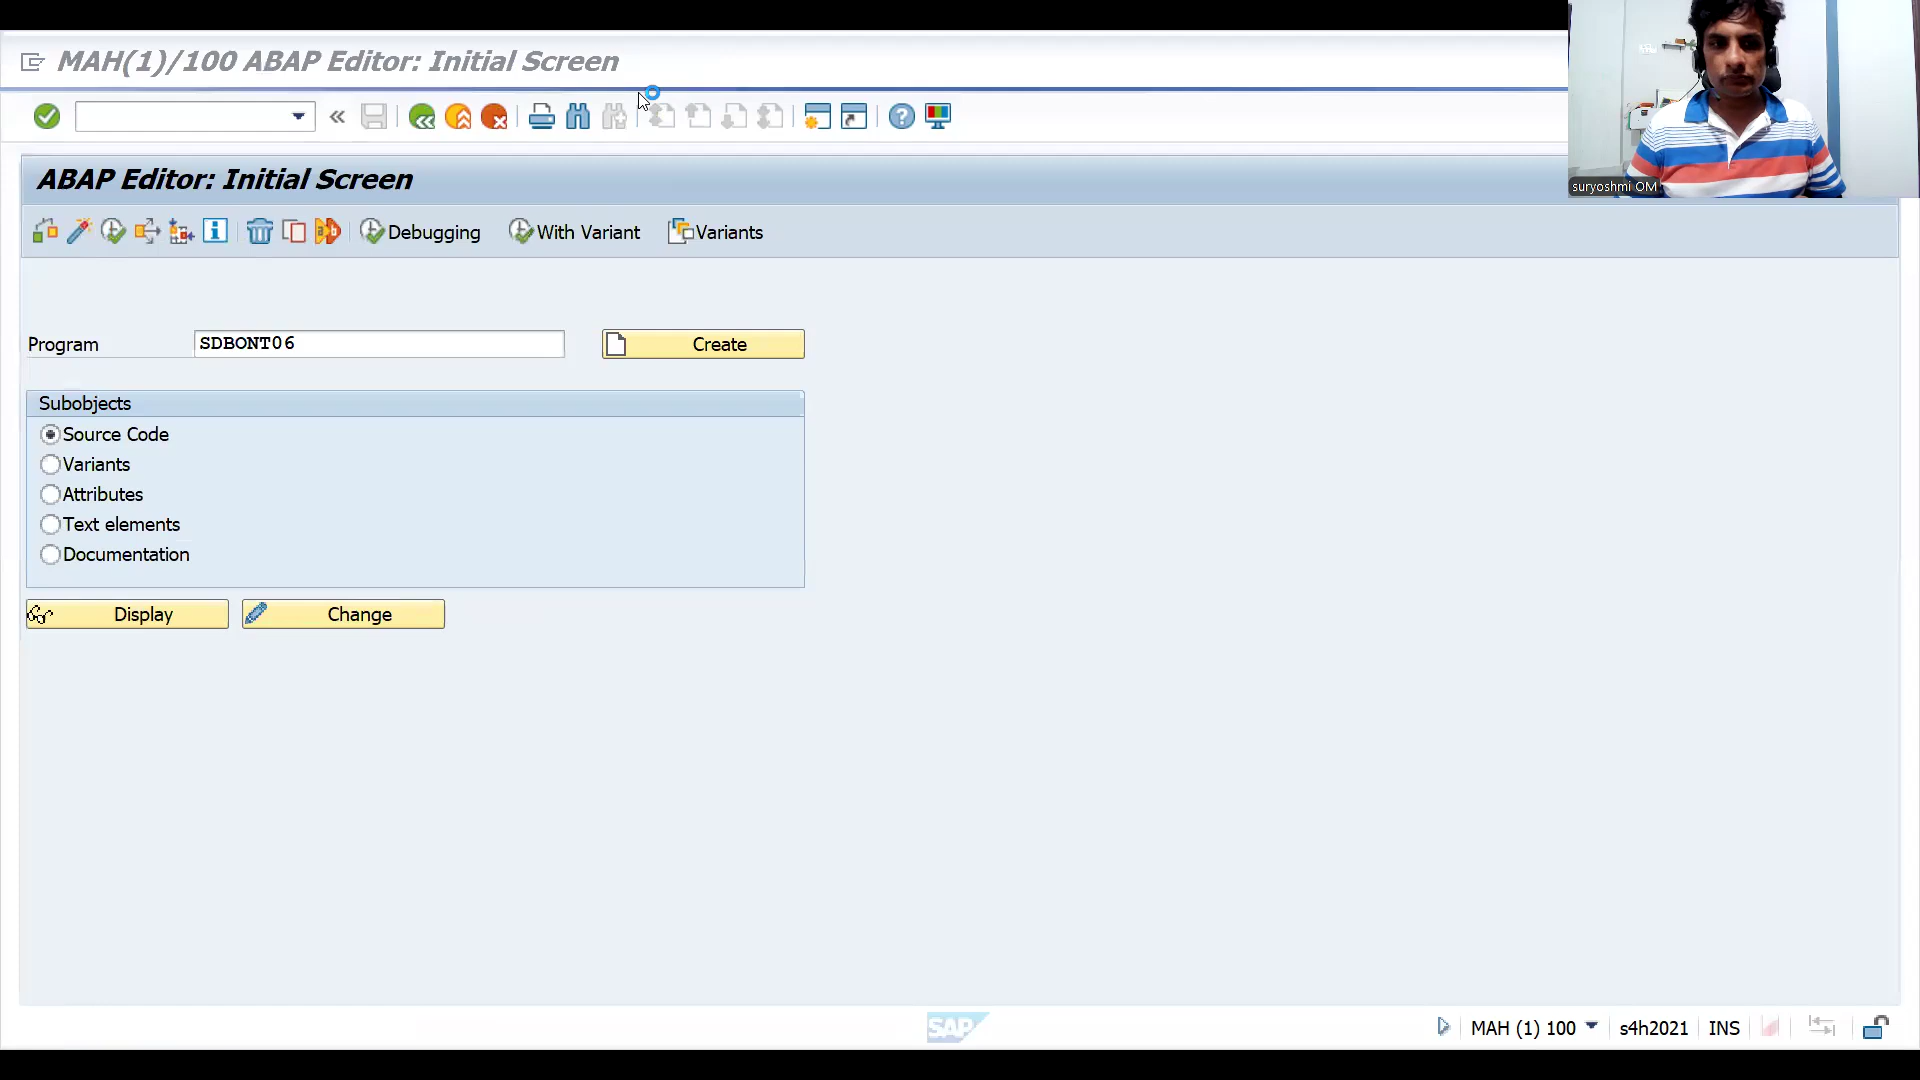 MAH(1)/100 ABAP Editor: Initial Screen
suryoshmi OM
ABAP Editor: Initial Screen
Debugging With Variant Variants
Program SDBONT06 Create
Subobjects
Source Code
Variants
Attributes
Text elements
Documentation
Display Change
SAP MAH (1) 100 s4h2021 INS